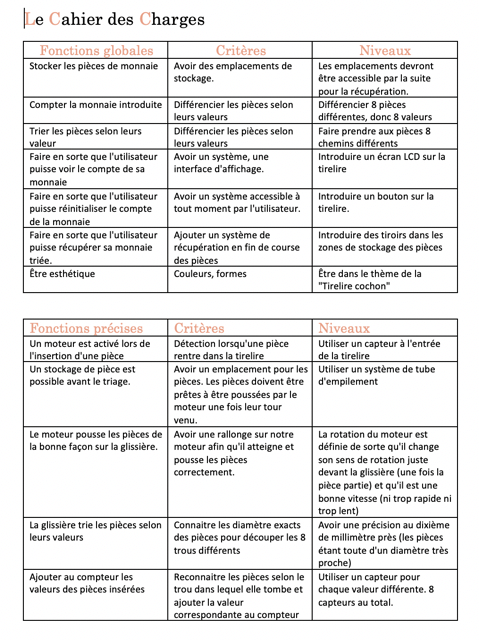 Le Cahier des Charges
Fonctions globales Critères Niveaux
Stocker les pièces de monnaie Avoir des emplacements de Les emplacements devront
stockage. être accessible par la suite
pour la récupération.
Compter la monnaie introduite Différencier les pièces selon Différencier 8 pièces
leurs valeurs différentes, donc 8 valeurs
Trier les pièces selon leurs Différencier les pièces selon Faire prendre aux pièces 8
valeur leurs valeurs chemins différents
Faire en sorte que l'utilisateur Avoir un système, une Introduire un écran LCD sur la
puisse voir le compte de sa interface d'affichage. tirelire
monnaie
Faire en sorte que l'utilisateur Avoir un système accessible à Introduire un bouton sur la
puisse réinitialiser le compte tout moment par l'utilisateur. tirelire.
de la monnaie
Faire en sorte que l'utilisateur Ajouter un système de Introduire des tiroirs dans les
puisse récupérer sa monnaie récupération en fin de course zones de stockage des pièces
triée. des pièces
Être esthétique Couleurs, formes Être dans le thème de la
"Tirelire cochon"
Fonctions précises Critères Niveaux
Un moteur est activé lors de Détection lorsqu'une pièce Utiliser un capteur à l'entrée
l'insertion d'une pièce rentre dans la tirelire de la tirelire
Un stockage de pièce est Avoir un emplacement pour les Utiliser un système de tube
possible avant le triage. pièces. Les pièces doivent être d'empilement
prêtes à être poussées par le
moteur une fois leur tour
venu.
Le moteur pousse les pièces de Avoir une rallonge sur notre La rotation du moteur est
la bonne façon sur la glissière. moteur afin qu'il atteigne et définie de sorte qu'il change
pousse les pièces son sens de rotation juste
correctement. devant la glissière (une fois la
pièce partie) et qu'il est une
bonne vitesse (ni trop rapide ni
trop lent)
La glissière trie les pièces selon Connaitre les diamètre exacts Avoir une précision au dixième
leurs valeurs des pièces pour découper les 8 de millimètre près (les pièces
trous différents étant toute d'un diamètre très
proche)
Ajouter au compteur les Reconnaitre les pièces selon le Utiliser un capteur pour
valeurs des pièces insérées trou dans lequel elle tombe et chaque valeur différente. 8
ajouter la valeur capteurs au total.
correspondante au compteur